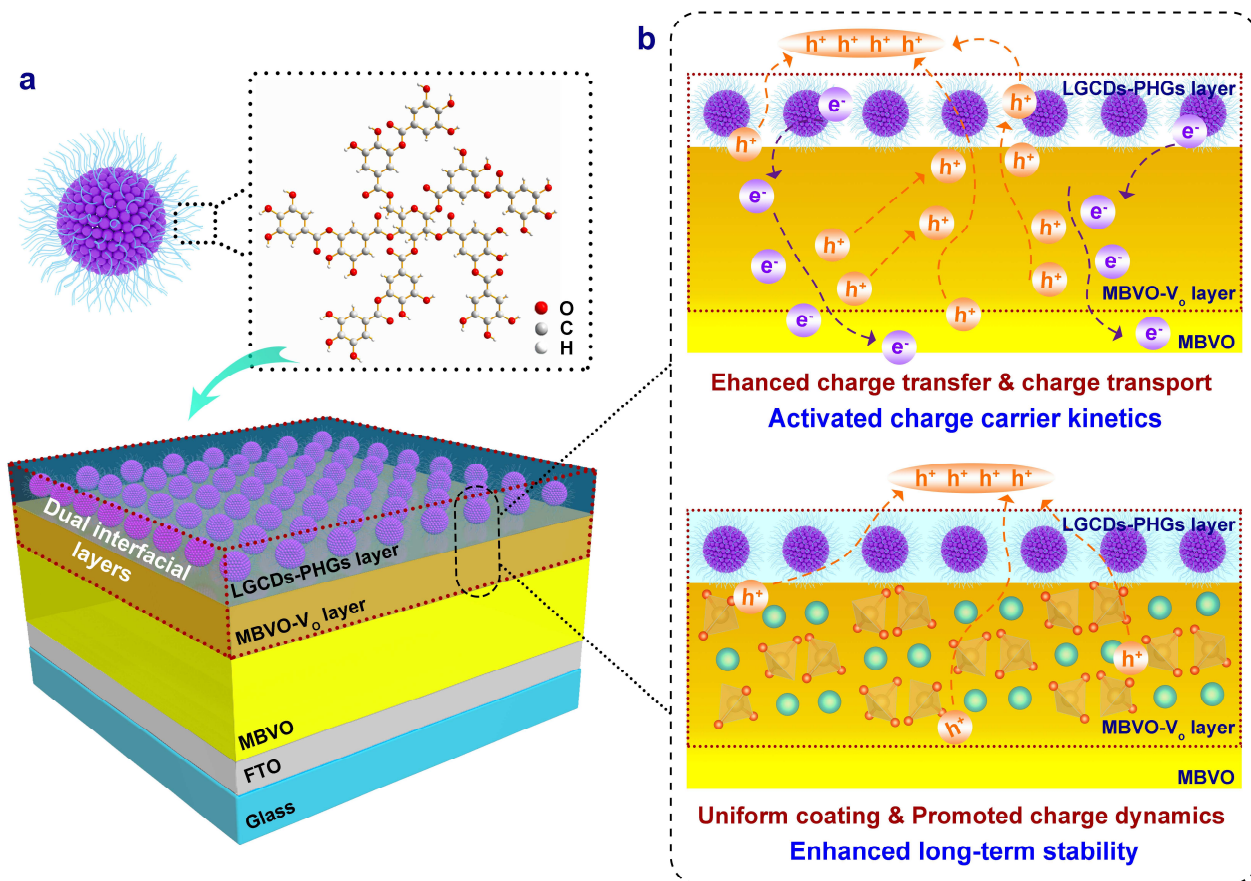 a
O
C
H
Dual interfacial
layers
LGCDs-PHGs layer
MBVO-Vo layer
MBVO
FTO
Glass
b
h+ h+ h+ h+
LGCDs-PHGs layer
e-
h+
e-
h+
h+
h+
e-
h+
e-
h+
h+
h+
e-
e-
h+
h+
MBVO-Vo layer
e-
h+
e-
e-
MBVO
Ehanced charge transfer & charge transport
Activated charge carrier kinetics
h+ h+ h+ h+
LGCDs-PHGs layer
h+
h+
h+
MBVO-Vo layer
MBVO
Uniform coating & Promoted charge dynamics
Enhanced long-term stability